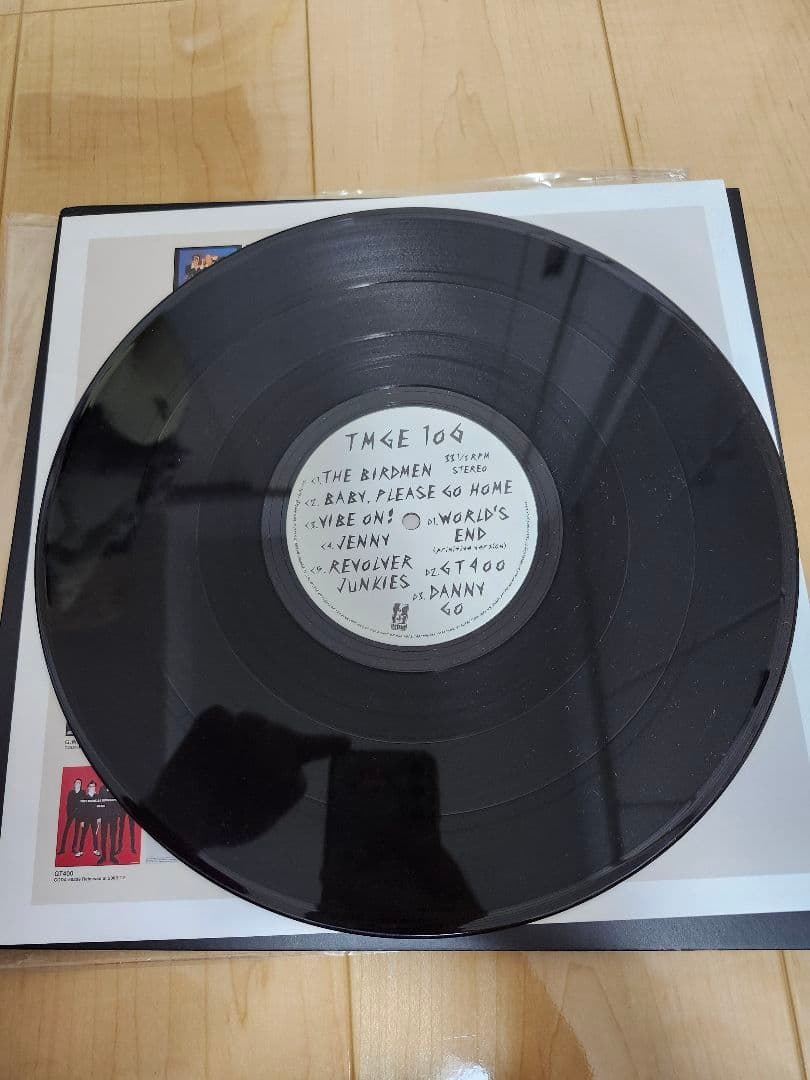 TMGE 106
33 1/3 RPM
STEREO
C1. THE BIRDMEN
C2. BABY, PLEASE GO HOME
C3. VIBE ON!
C4. JENNY
C5. REVOLVER
JUNKIES
D1. WORLD'S
END
(primitive version)
D2. GT400
D3. DANNY
GO
GT400